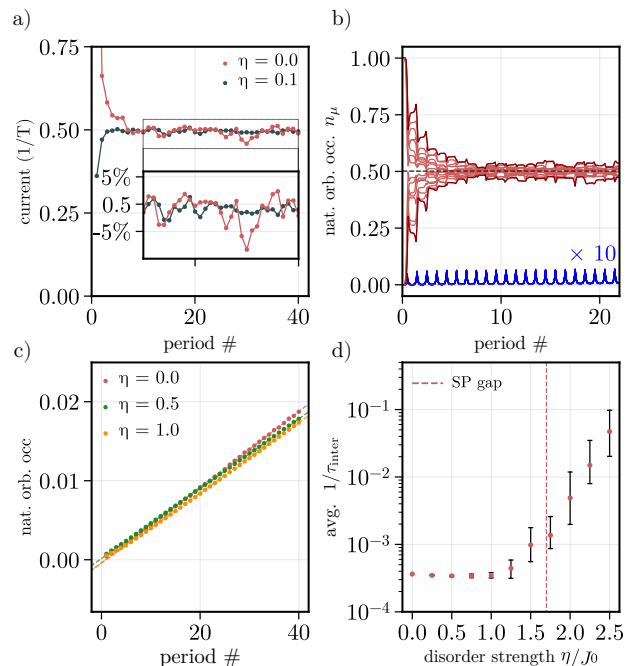 a)
0.75
0.50
0.25
0.00
current (1/T)
η = 0.0
η = 0.1
5%
0.5
−5%
0
20
40
period #
b)
1.00
0.75
0.50
0.25
0.00
nat. orb. occ. nμ
× 10
0
10
20
period #
c)
0.02
0.01
0.00
nat. orb. occ
η = 0.0
η = 0.5
η = 1.0
0
20
40
period #
d)
10⁻¹
10⁻²
10⁻³
10⁻⁴
avg. 1/τinter
SP gap
0.0
0.5
1.0
1.5
2.0
2.5
disorder strength η/J0